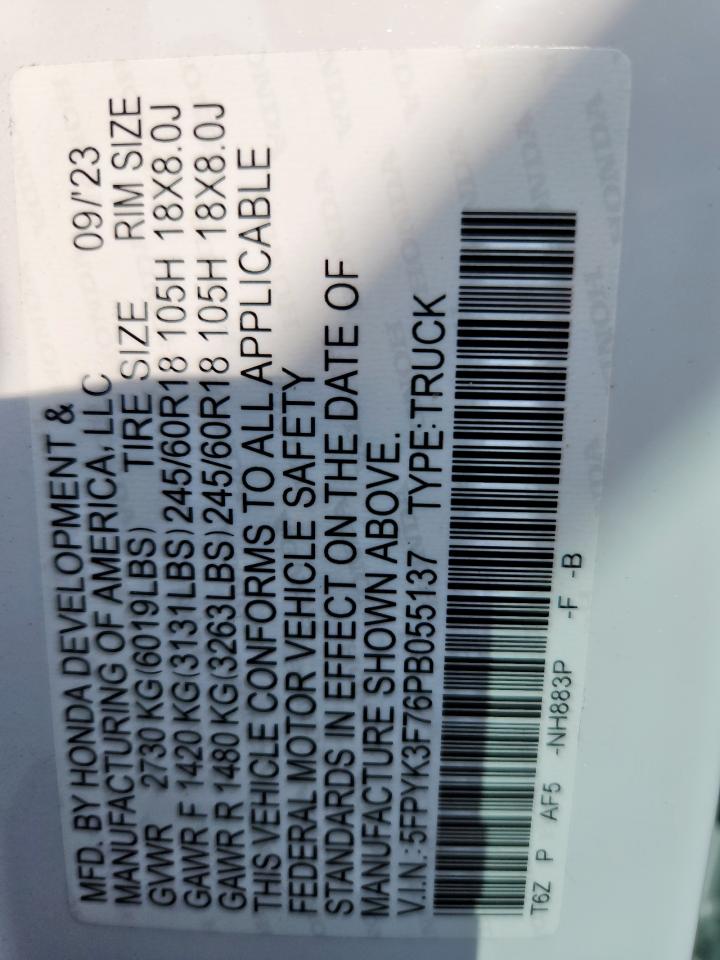 MFD. BY HONDA DEVELOPMENT &
MANUFACTURING OF AMERICA, LLC 09/'23
GVWR 2730 KG(6019LBS) TIRE SIZE RIM SIZE
GAWR F 1420 KG(3131LBS) 245/60R18 105H 18X8.0J
GAWR R 1480 KG(3263LBS) 245/60R18 105H 18X8.0J
THIS VEHICLE CONFORMS TO ALL APPLICABLE
FEDERAL MOTOR VEHICLE SAFETY
STANDARDS IN EFFECT ON THE DATE OF
MANUFACTURE SHOWN ABOVE.
V.I.N.: 5FPYK3F76PB055137 TYPE:TRUCK
T6Z P AF5 -NH883P -F -B